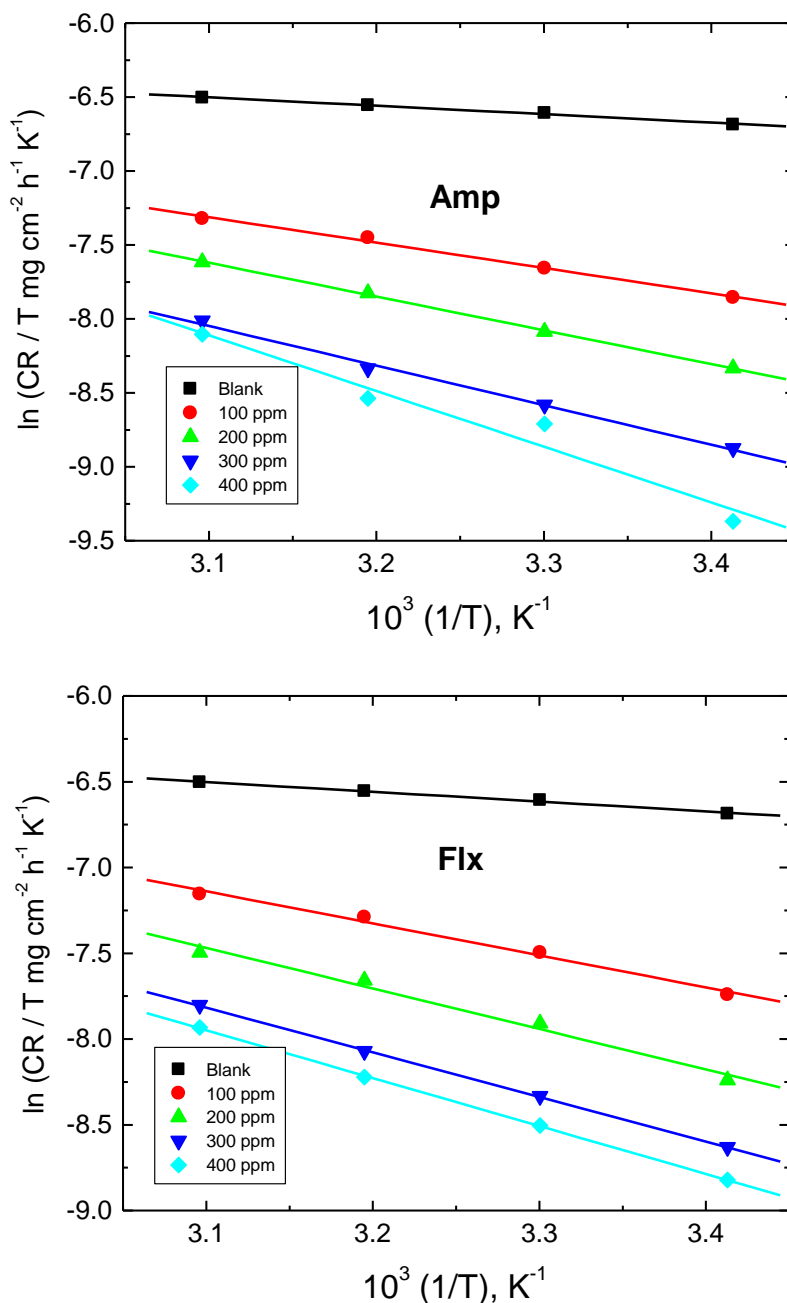 -6.0
-6.5
-7.0
-7.5
-8.0
-8.5
-9.0
-9.5
ln (CR / T mg cm⁻² h⁻¹ K⁻¹)
Amp
Blank
100 ppm
200 ppm
300 ppm
400 ppm
3.1 3.2 3.3 3.4
10³ (1/T), K⁻¹
-6.0
-6.5
-7.0
-7.5
-8.0
-8.5
-9.0
ln (CR / T mg cm⁻² h⁻¹ K⁻¹)
Flx
Blank
100 ppm
200 ppm
300 ppm
400 ppm
3.1 3.2 3.3 3.4
10³ (1/T), K⁻¹